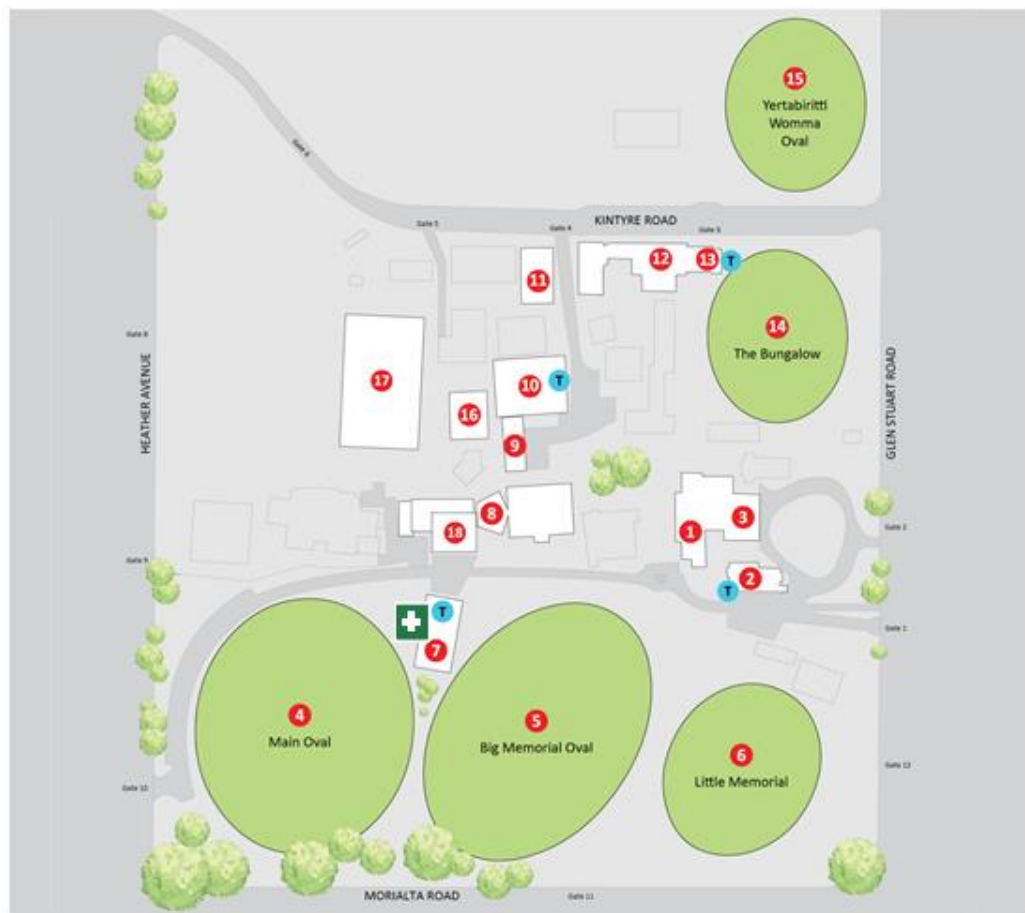 15
Yertabiritti
Womma
Oval
Gate 6
KINTYRE ROAD
Gate 5
Gate 4
Gate 3
12
13
T
11
14
The Bungalow
Gate 8
HEATHER AVENUE
GLEN STUART ROAD
17
10
T
16
9
3
8
1
18
Gate 2
Gate 9
2
T
T
7
Gate 1
4
Main Oval
5
Big Memorial Oval
6
Little Memorial
Gate 12
Gate 10
MORIALTA ROAD
Gate 11